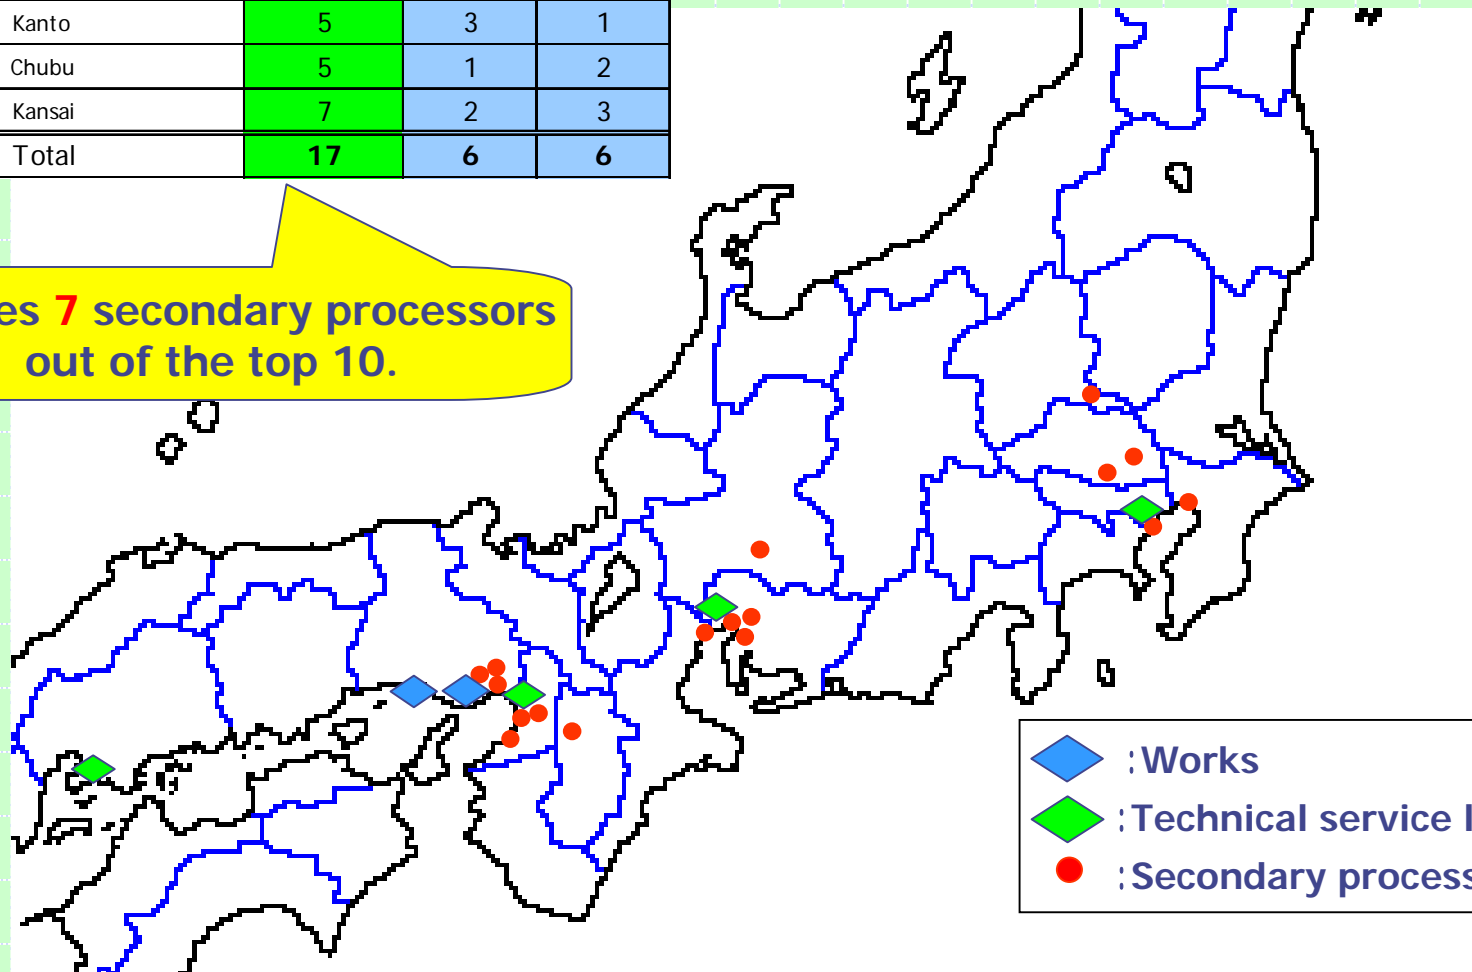 Kanto 5 3 1
Chubu 5 1 2
Kansai 7 2 3
Total 17 6 6
7 secondary processors
out of the top 10.
:Works
:Technical service
:Secondary